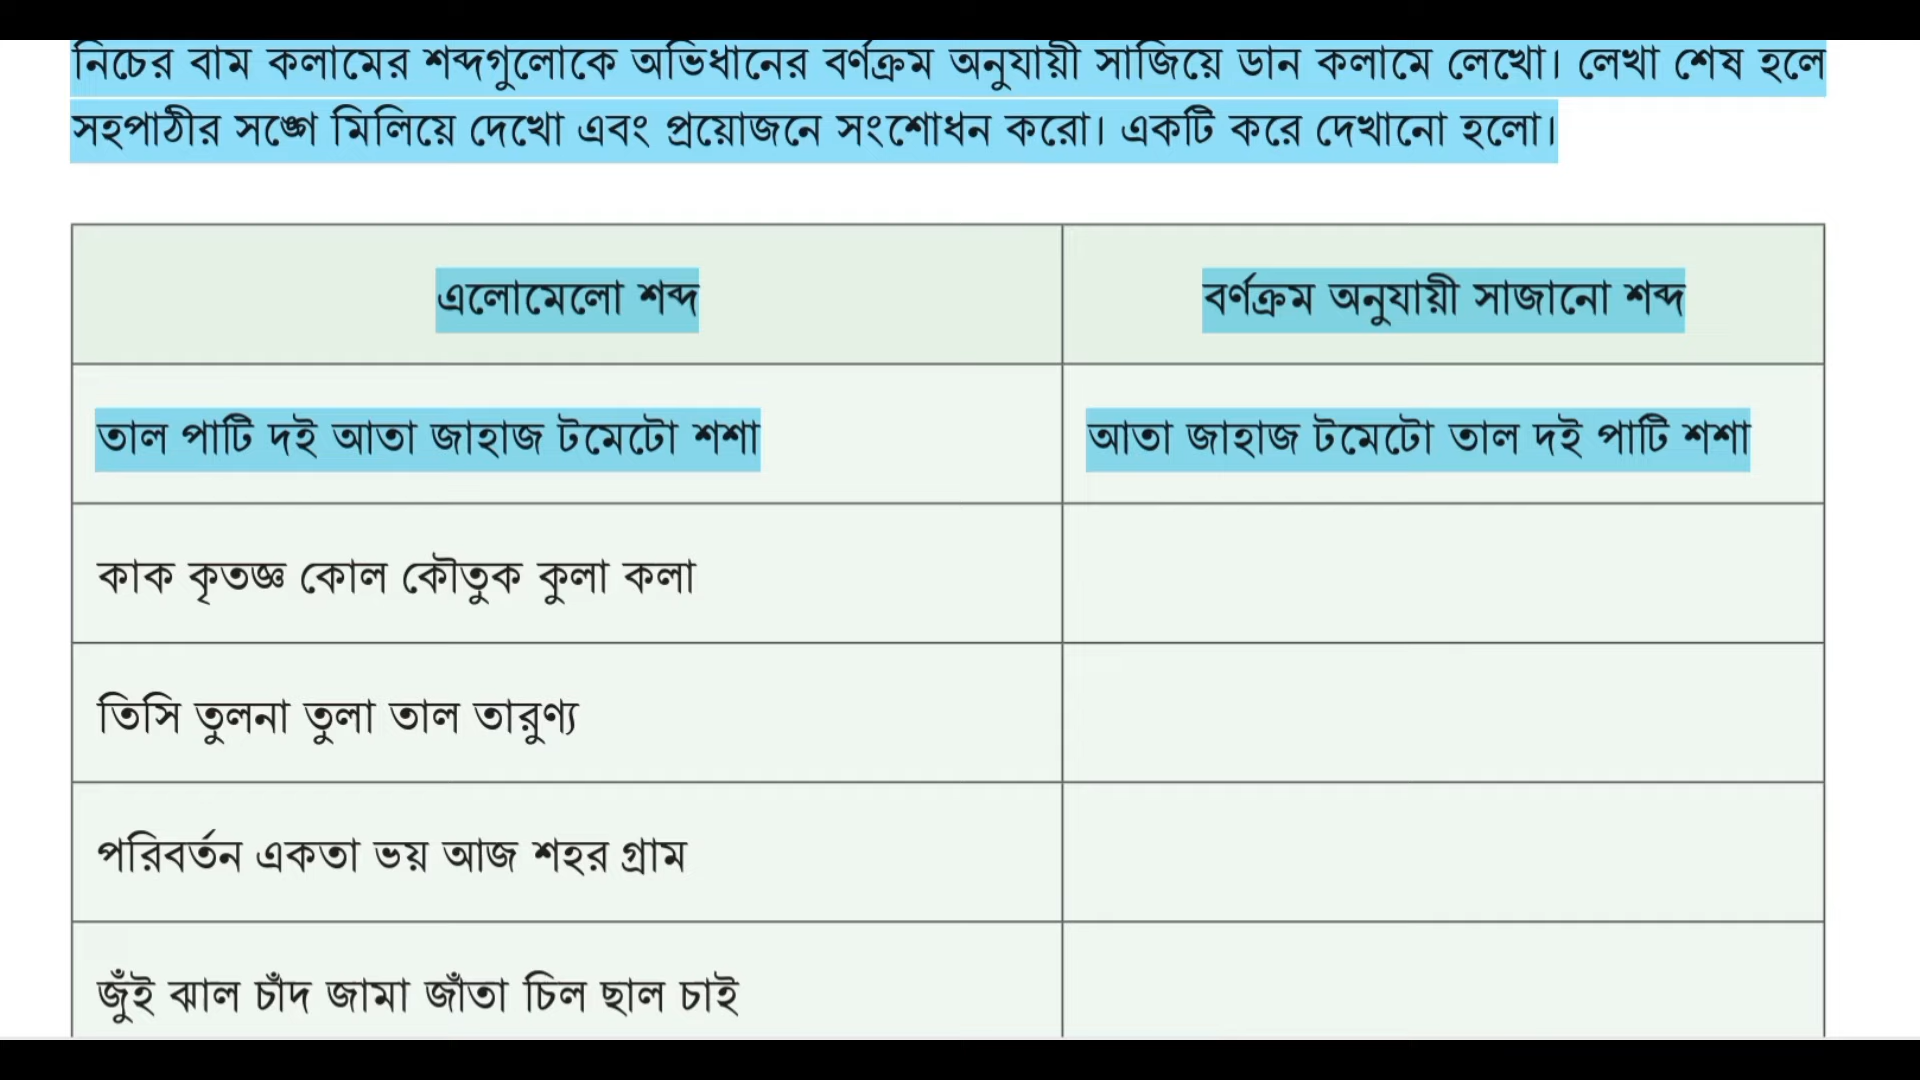 নিচের বাম কলামের শব্দগুলোকে অভিধানের বর্ণক্রম অনুযায়ী সাজিয়ে ডান কলামে লেখো। লেখা শেষ হলে
সহপাঠীর সঙ্গে মিলিয়ে দেখো এবং প্রয়োজনে সংশোধন করো। একটি করে দেখানো হলো।
এলোমেলো শব্দ
বর্ণক্রম অনুযায়ী সাজানো শব্দ
তাল পাটি দই আতা জাহাজ টমেটো শশা
আতা জাহাজ টমেটো তাল দই পাটি শশা
কাক কৃতজ্ঞ কোল কৌতুক কুলা কলা
তিসি তুলনা তুলা তাল তারুণ্য
পরিবর্তন একতা ভয় আজ শহর গ্রাম
জুঁই ঝাল চাঁদ জামা জাঁতা চিল ছাল চাই